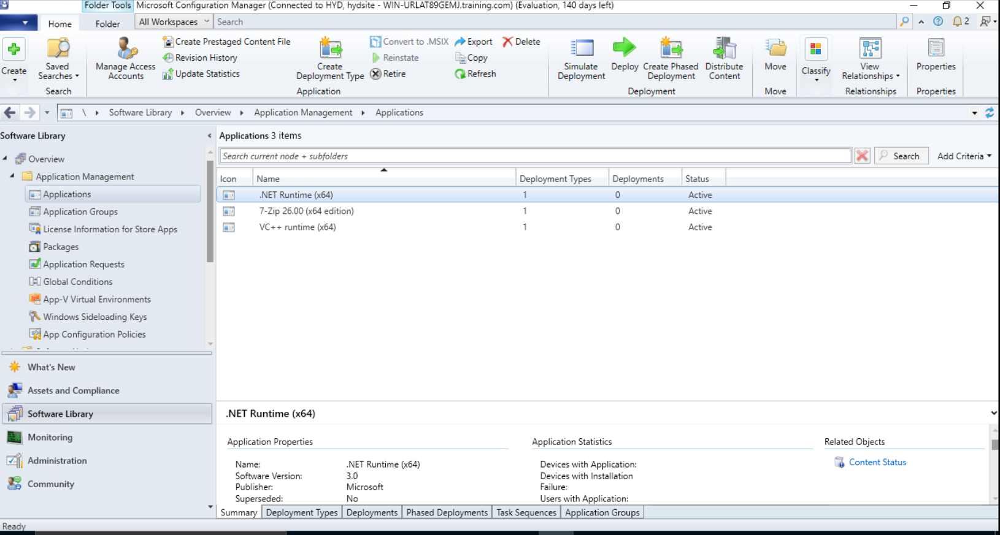 Folder Tools Microsoft Configuration Manager (Connected to HYD, hydsite - WIN-URLAT89GEMJ.training.com) (Evaluation, 140 days left)
Home Folder All Workspaces Search 2
Create
Saved Searches
Search
Manage Access Accounts
Create Prestaged Content File
Revision History
Update Statistics
Create Deployment Type
Convert to .MSIX
Reinstate
Retire
Export
Copy
Refresh
Delete
Application
Simulate Deployment
Deploy
Create Phased Deployment
Distribute Content
Deployment
Move
Move
Classify
View Relationships
Relationships
Properties
Properties
\ Software Library Overview Application Management Applications
Software Library
Overview
Application Management
Applications
Application Groups
License Information for Store Apps
Packages
Application Requests
Global Conditions
App-V Virtual Environments
Windows Sideloading Keys
App Configuration Policies
What's New
Assets and Compliance
Software Library
Monitoring
Administration
Community
Applications 3 items
Search current node + subfolders Search Add Criteria
Icon Name Deployment Types Deployments Status
.NET Runtime (x64) 1 0 Active
7-Zip 26.00 (x64 edition) 1 0 Active
VC++ runtime (x64) 1 0 Active
.NET Runtime (x64)
Application Properties
Name: .NET Runtime (x64)
Software Version: 3.0
Publisher: Microsoft
Superseded: No
Application Statistics
Devices with Application:
Devices with Installation
Failure:
Users with Application:
Related Objects
Content Status
Summary Deployment Types Deployments Phased Deployments Task Sequences Application Groups
Ready